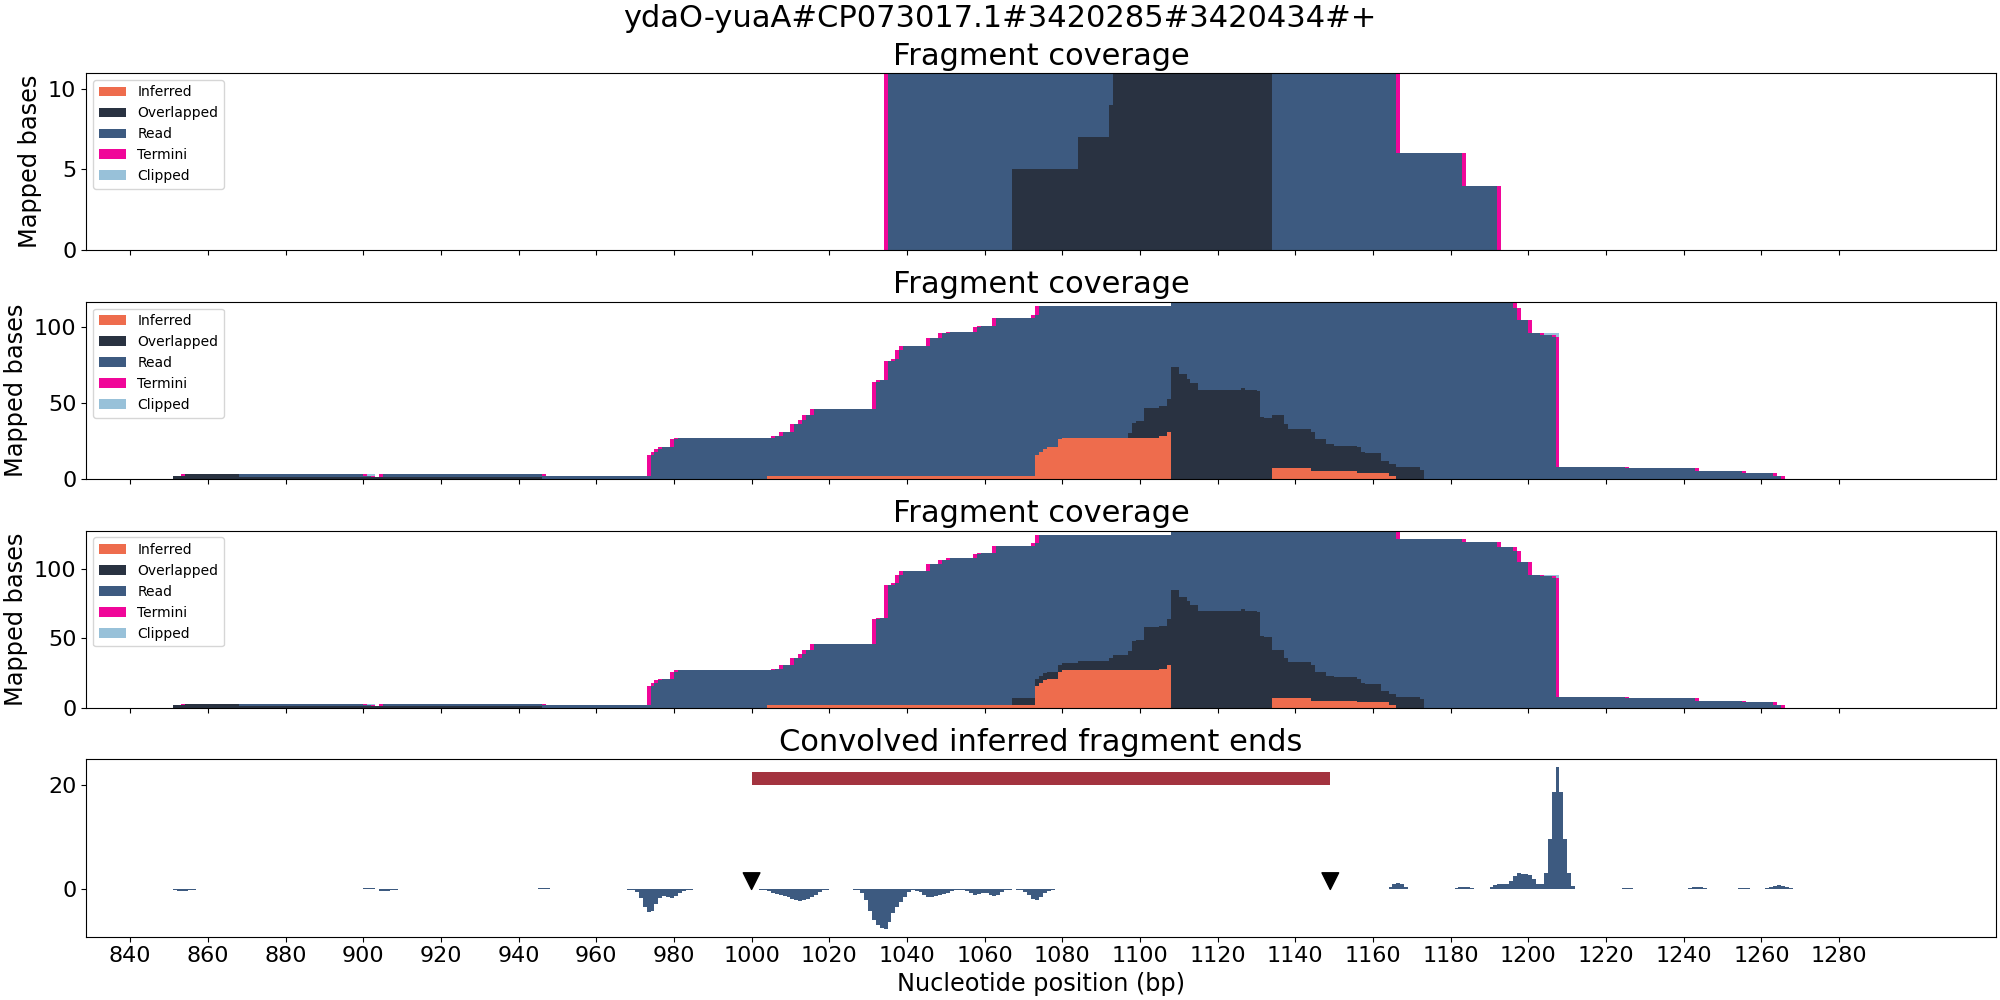 ydaO-yuaA#CP073017.1#3420285#3420434#+
Fragment coverage
Mapped bases
10
5
0
Inferred
Overlapped
Read
Termini
Clipped
Fragment coverage
Mapped bases
100
50
0
Inferred
Overlapped
Read
Termini
Clipped
Fragment coverage
Mapped bases
100
50
0
Inferred
Overlapped
Read
Termini
Clipped
Convolved inferred fragment ends
20
0
840 860 880 900 920 940 960 980 1000 1020 1040 1060 1080 1100 1120 1140 1160 1180 1200 1220 1240 1260 1280
Nucleotide position (bp)